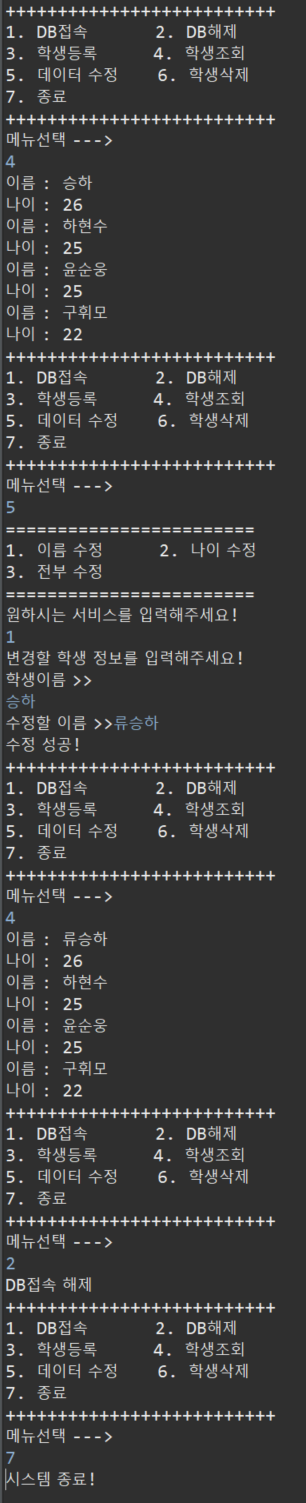 ++++++++++++++++++++++++++
1. DB접속 2. DB해제
3. 학생등록 4. 학생조회
5. 데이터 수정 6. 학생삭제
7. 종료
++++++++++++++++++++++++++
메뉴선택 --->
4
이름 : 승하
나이 : 26
이름 : 하현수
나이 : 25
이름 : 윤순웅
나이 : 25
이름 : 구휘모
나이 : 22
++++++++++++++++++++++++++
1. DB접속 2. DB해제
3. 학생등록 4. 학생조회
5. 데이터 수정 6. 학생삭제
7. 종료
++++++++++++++++++++++++++
메뉴선택 --->
5
========================
1. 이름 수정 2. 나이 수정
3. 전부 수정
========================
원하시는 서비스를 입력해주세요!
1
변경할 학생 정보를 입력해주세요!
학생이름 >>
승하
수정할 이름 >>류승하
수정 성공!
++++++++++++++++++++++++++
1. DB접속 2. DB해제
3. 학생등록 4. 학생조회
5. 데이터 수정 6. 학생삭제
7. 종료
++++++++++++++++++++++++++
메뉴선택 --->
4
이름 : 류승하
나이 : 26
이름 : 하현수
나이 : 25
이름 : 윤순웅
나이 : 25
이름 : 구휘모
나이 : 22
++++++++++++++++++++++++++
1. DB접속 2. DB해제
3. 학생등록 4. 학생조회
5. 데이터 수정 6. 학생삭제
7. 종료
++++++++++++++++++++++++++
메뉴선택 --->
2
DB접속 해제
++++++++++++++++++++++++++
1. DB접속 2. DB해제
3. 학생등록 4. 학생조회
5. 데이터 수정 6. 학생삭제
7. 종료
++++++++++++++++++++++++++
메뉴선택 --->
7
시스템 종료!